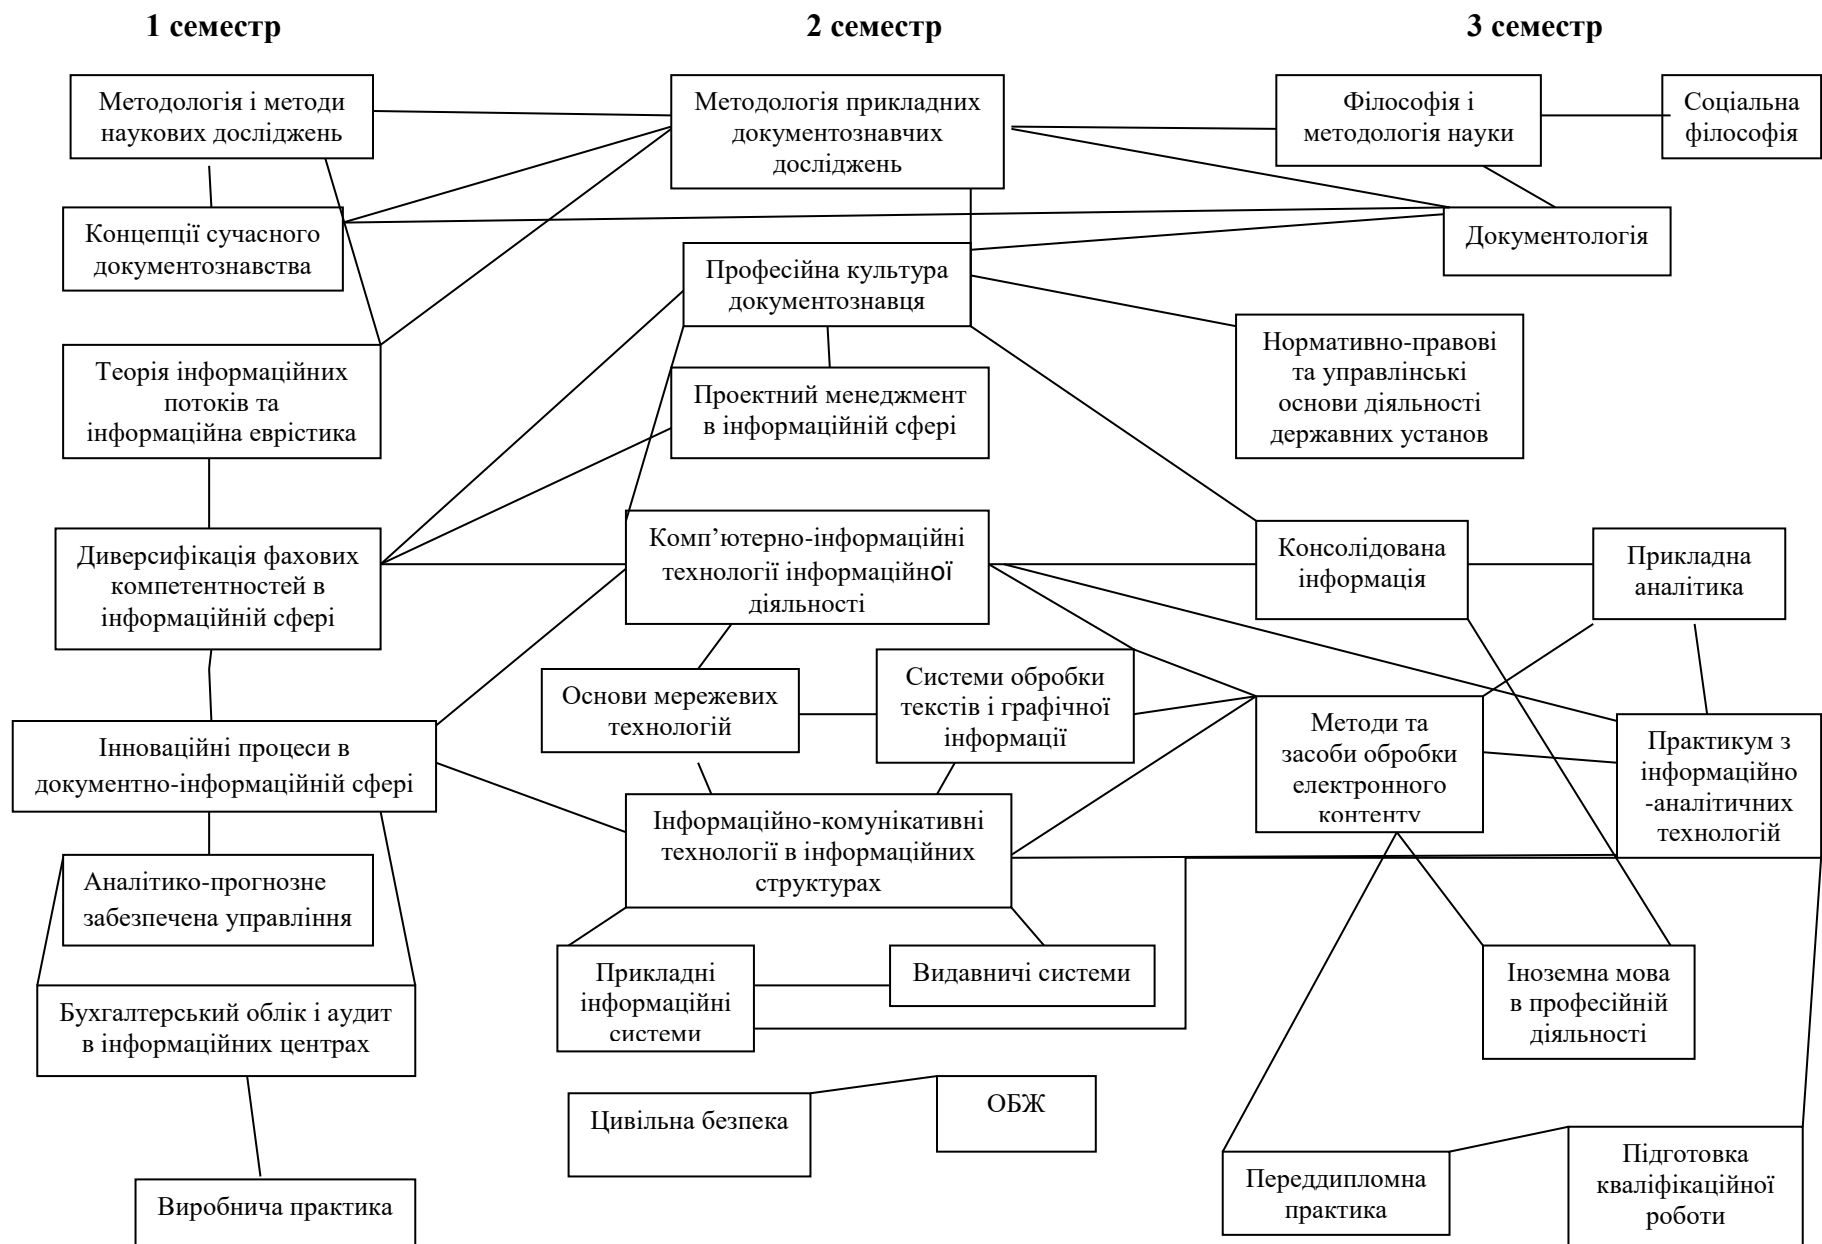 1 семестр
2 семестр
3 семестр
Методологія і методи
наукових досліджень
Методологія прикладних
документознавчих
досліджень
Філософія і
методологія науки
Соціальна
філософія
Концепції сучасного
документознавства
Професійна культура
документознавця
Документологія
Теорія інформаційних
потоків та
інформаційна еврістика
Проектний менеджмент
в інформаційній сфері
Нормативно-правові
та управлінські
основи діяльності
державних установ
Диверсифікація фахових
компетентностей в
інформаційній сфері
Комп’ютерно-інформаційні
технології інформаційної
діяльності
Консолідована
інформація
Прикладна
аналітика
Інноваційні процеси в
документно-інформаційній сфері
Основи мережевих
технологій
Системи обробки
текстів і графічної
інформації
Методи та
засоби обробки
електронного
контенту
Практикум з
інформаційно
-аналітичних
технологій
Аналітико-прогнозне
забезпечена управління
Інформаційно-комунікативні
технології в інформаційних
структурах
Бухгалтерський облік і аудит
в інформаційних центрах
Прикладні
інформаційні
системи
Видавничі системи
Іноземна мова
в професійній
діяльності
Цивільна безпека
ОБЖ
Виробнича практика
Переддипломна
практика
Підготовка
кваліфікаційної
роботи